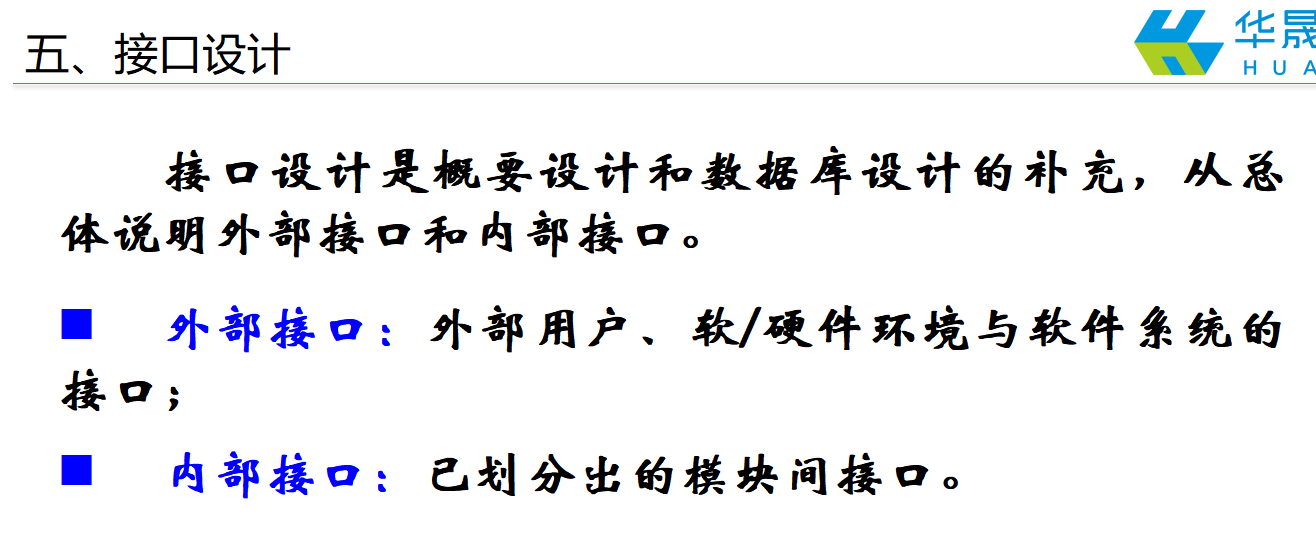 五、接口设计
华晟
HUA
接口设计是概要设计和数据库设计的补充，从总
体说明外部接口和内部接口。
■ 外部接口：外部用户、软/硬件环境与软件系统的
接口；
■ 内部接口：已划分出的模块间接口。